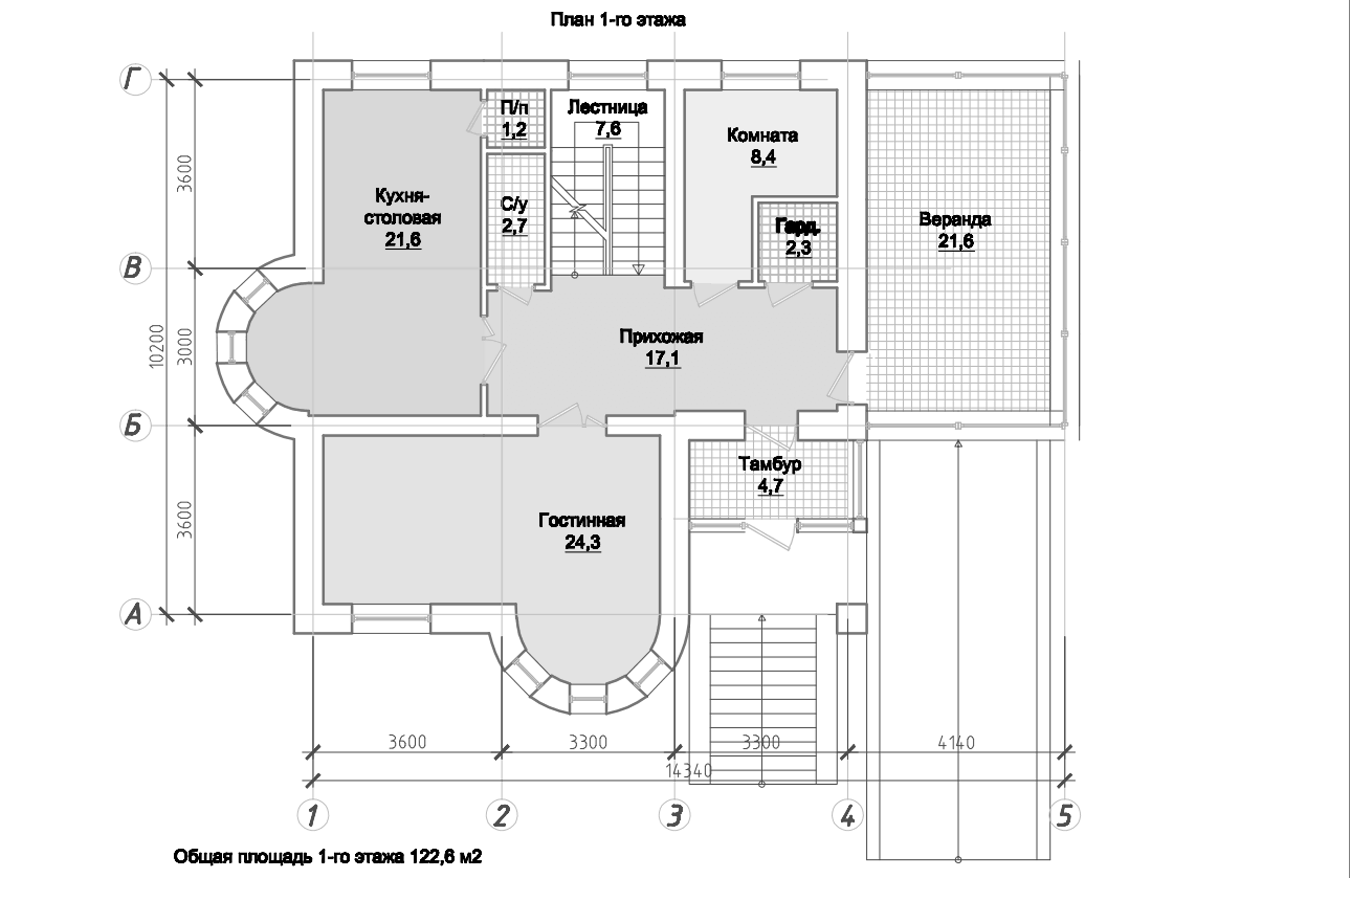 План 1-го этажа
Г
П/п
1,2
Лестница
7,6
Комната
8,4
3600
Кухня-
столовая
21,6
С/у
2,7
Гард.
2,3
Веранда
21,6
В
10200
3000
Прихожая
17,1
Б
Тамбур
4,7
3600
Гостинная
24,3
А
3600
3300
3300
4140
14340
1
2
3
4
5
Общая площадь 1-го этажа 122,6 м2